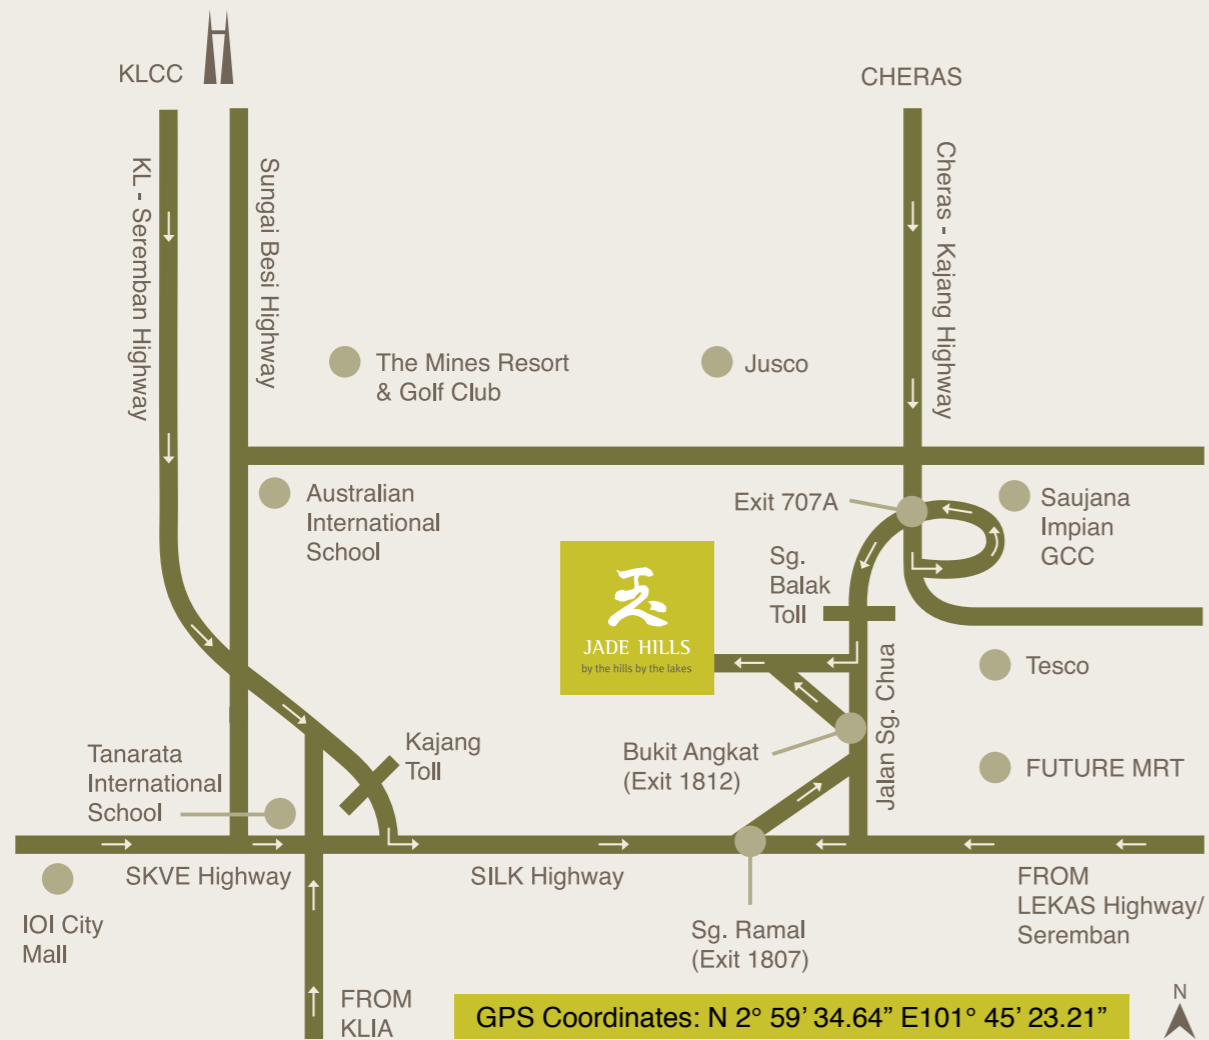 KLCC
CHERAS
KL - Seremban Highway
Sungai Besi Highway
Cheras - Kajang Highway
The Mines Resort
& Golf Club
Jusco
Australian
International
School
Exit 707A
Saujana
Impian
GCC
Sg.
Balak
Toll
玉
JADE HILLS
by the hills by the lakes
Jalan Sg. Chua
Tesco
Bukit Angkat
(Exit 1812)
FUTURE MRT
Kajang
Toll
Tanarata
International
School
SKVE Highway
SILK Highway
FROM
LEKAS Highway/
Seremban
IOI City
Mall
Sg. Ramal
(Exit 1807)
FROM
KLIA
GPS Coordinates: N 2° 59’ 34.64” E101° 45’ 23.21”
N